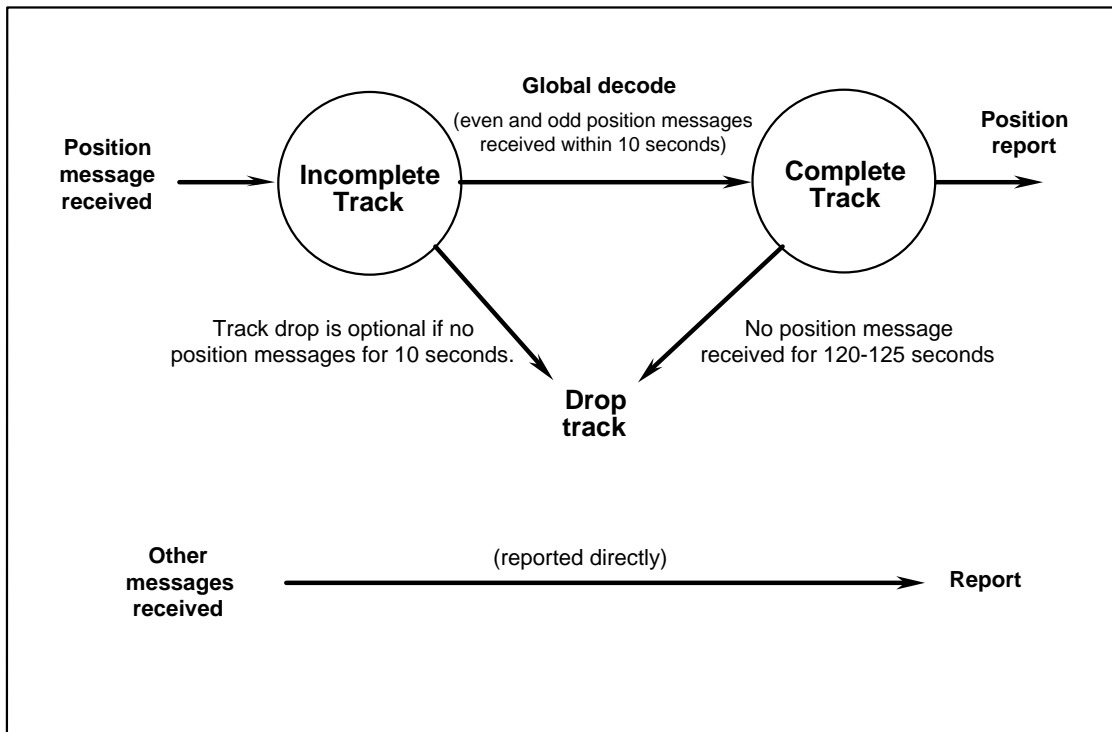 Global decode
(even and odd position messages
received within 10 seconds)
Position
message
received
Incomplete
Track
Complete
Track
Position
report
Track drop is optional if no
position messages for 10 seconds.
No position message
received for 120-125 seconds
Drop
track
Other
messages
received
(reported directly)
Report